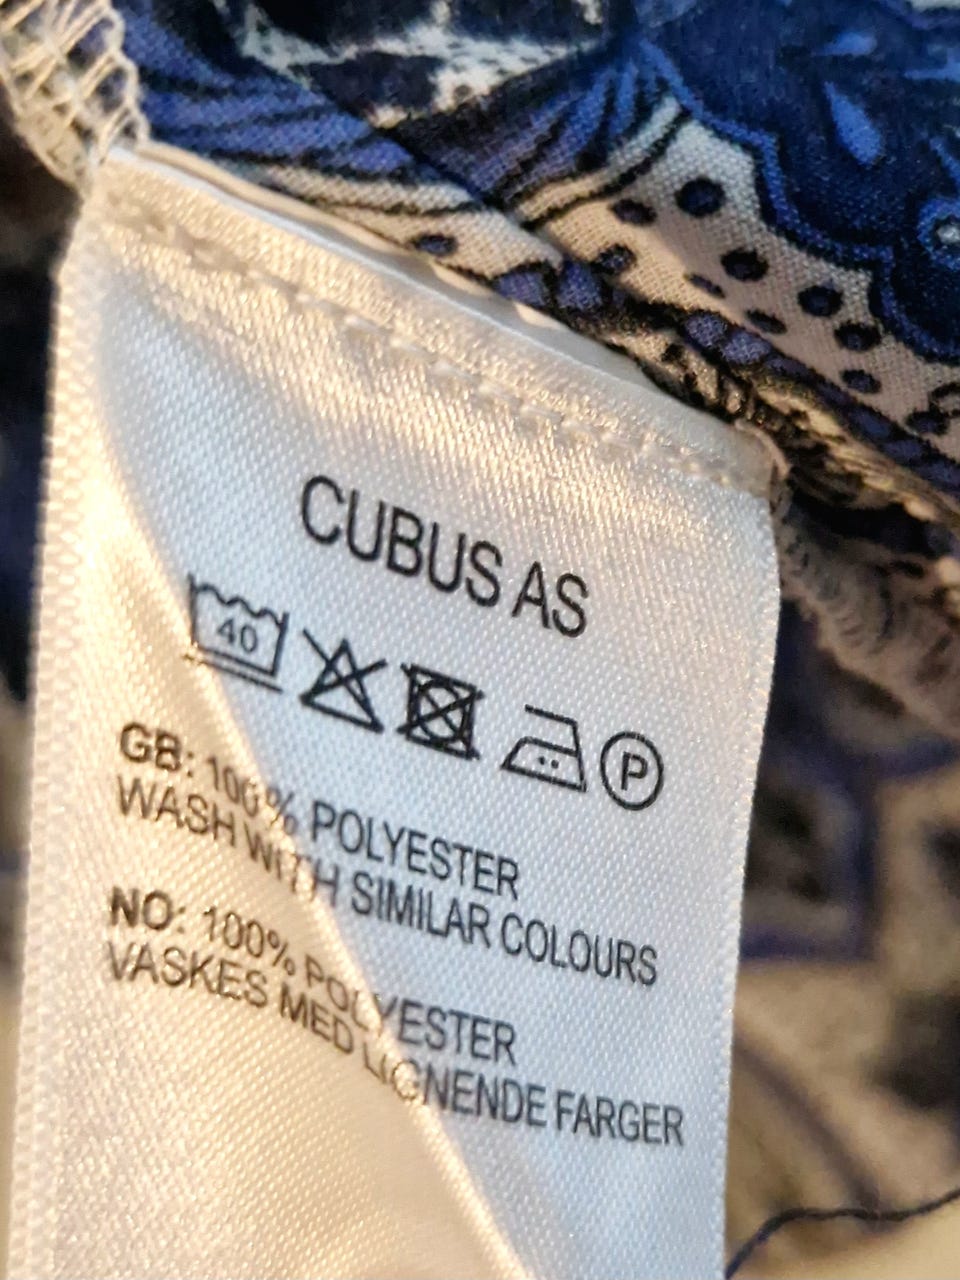 CUBUS AS
40
P
GB: 100% POLYESTER
WASH WITH SIMILAR COLOURS
NO: 100% POLYESTER
VASKES MED LIGNENDE FARGER